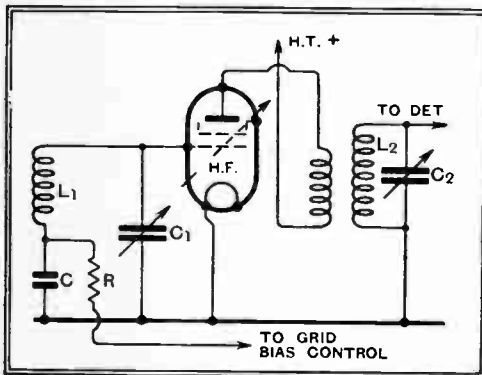 H.T. +
TO DET
H.F.
L1
L2
C2
C1
C
R
TO GRID
BIAS CONTROL